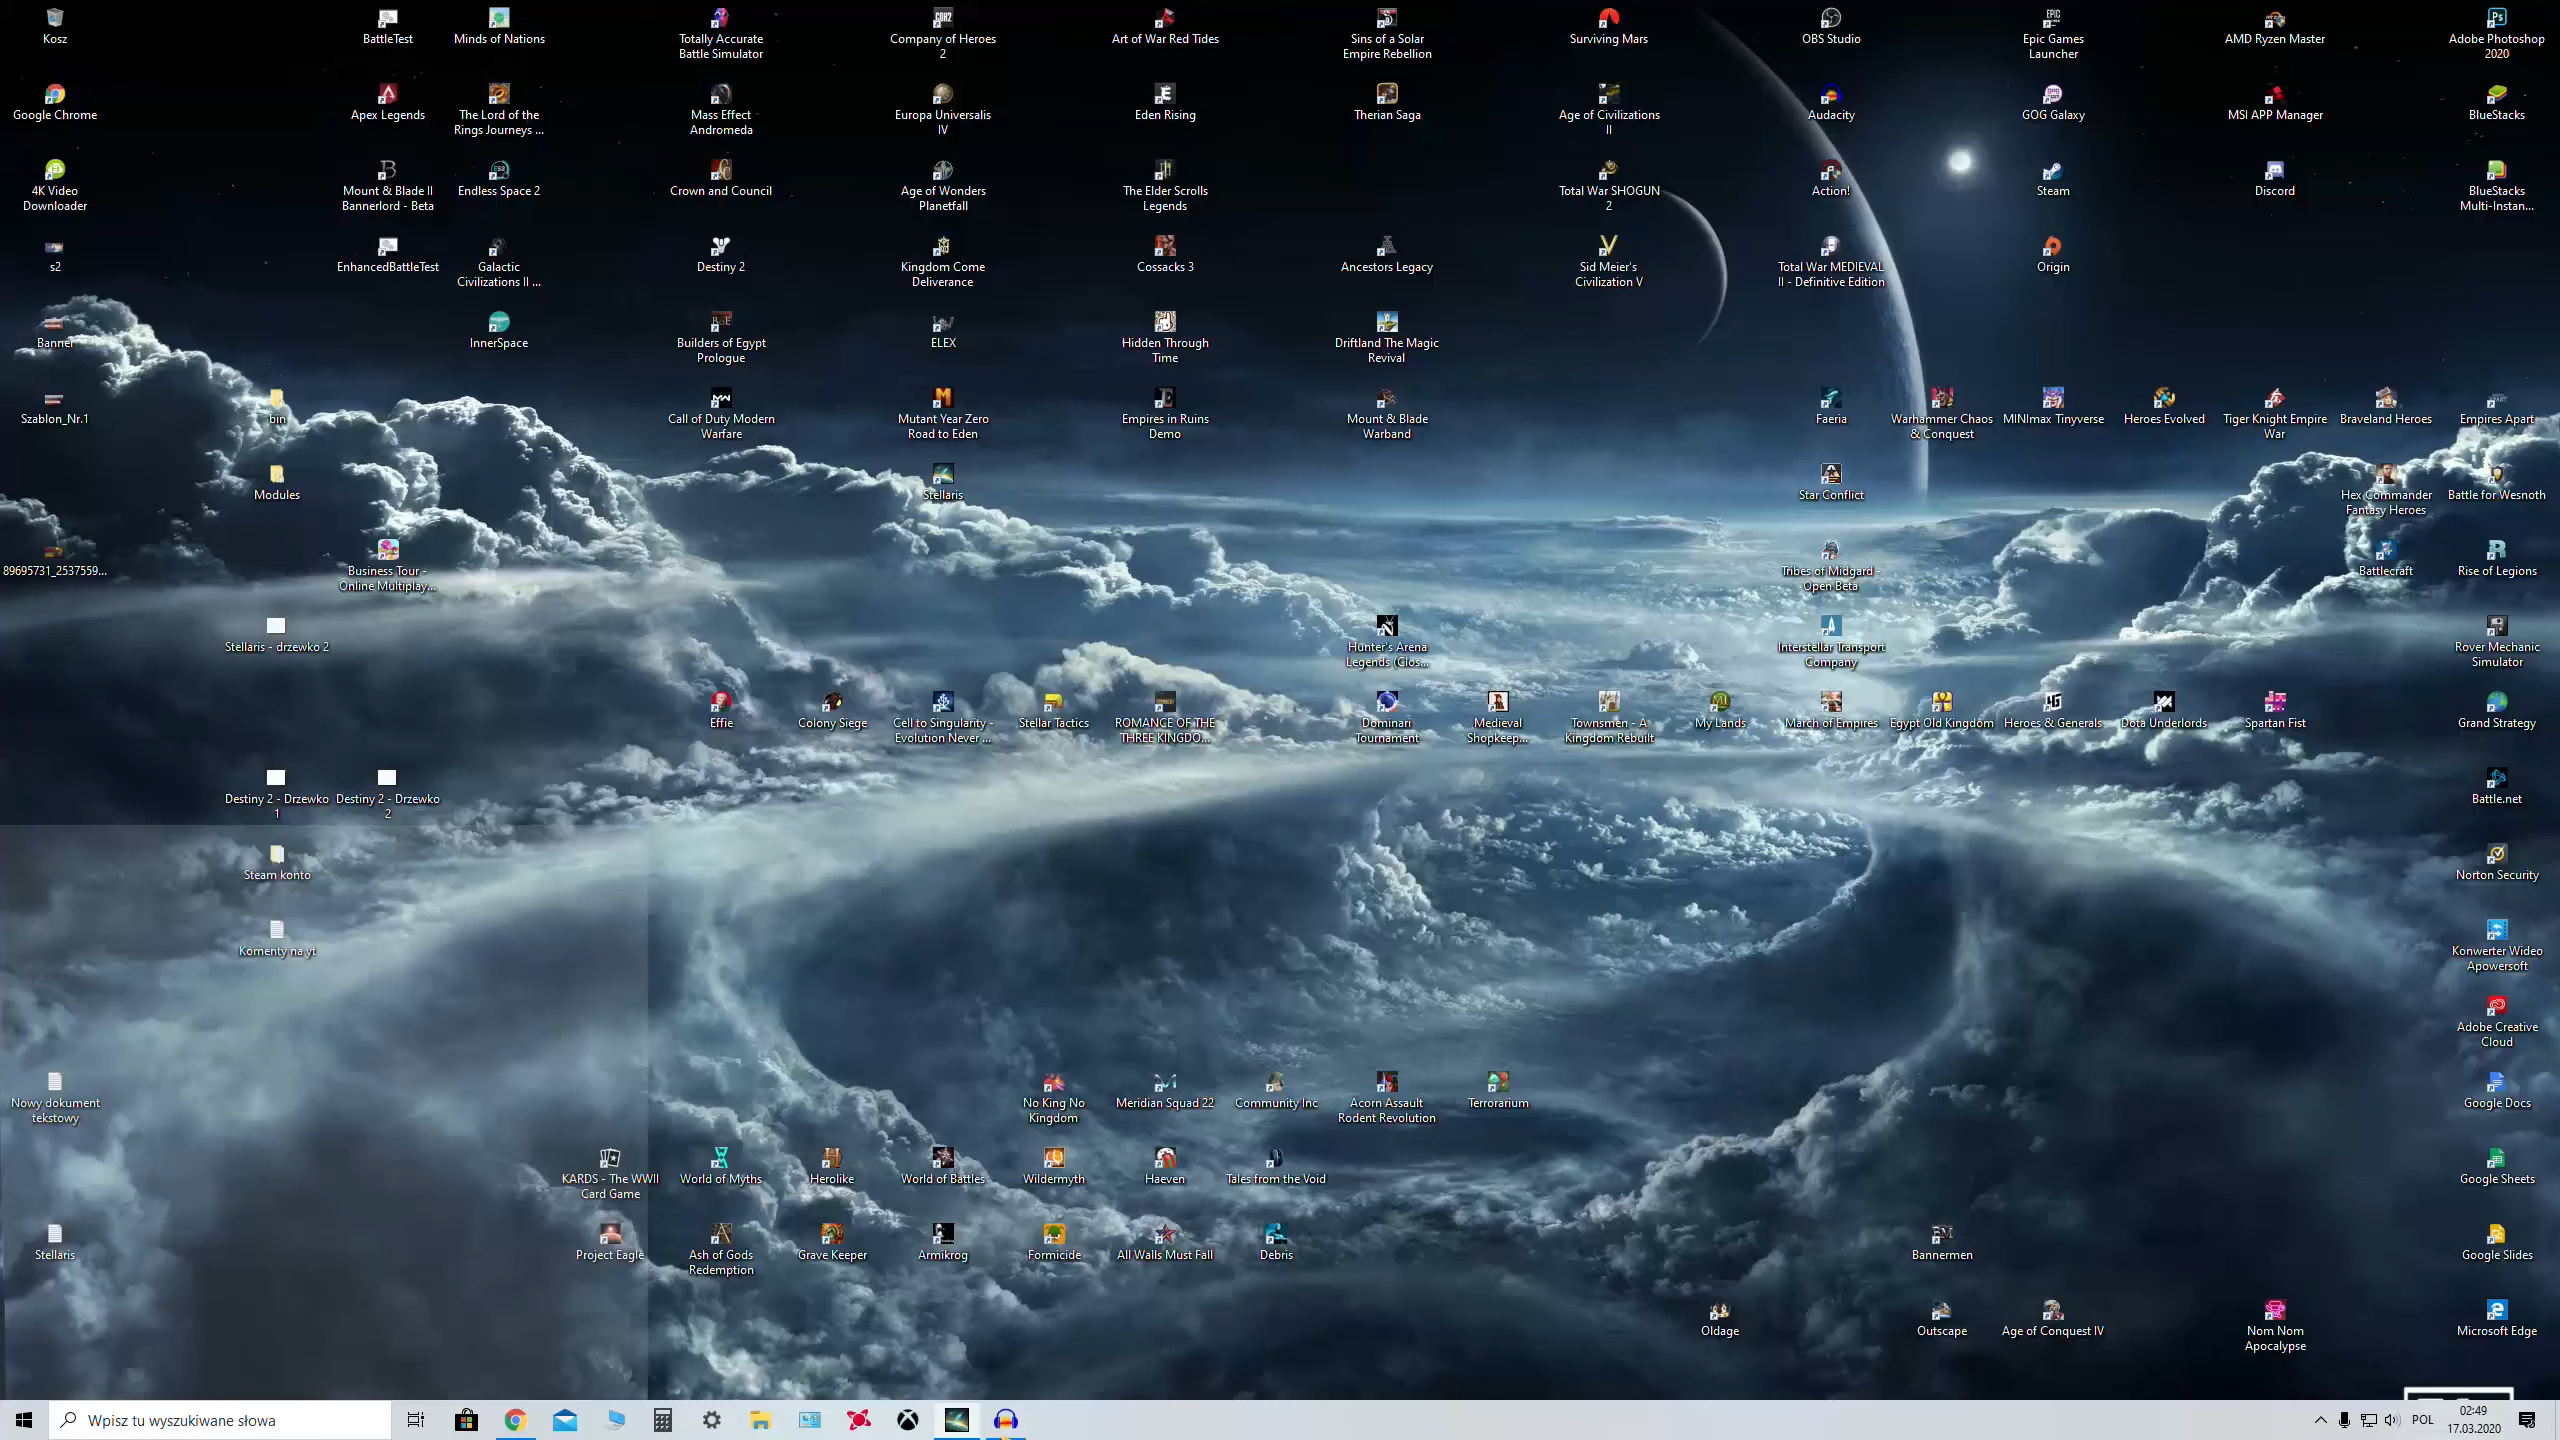 Kosz
BattleTest
Minds of Nations
Totally Accurate
Battle Simulator
Company of Heroes
2
Art of War Red Tides
Sins of a Solar
Empire Rebellion
Surviving Mars
OBS Studio
Epic Games
Launcher
AMD Ryzen Master
Adobe Photoshop
2020
Google Chrome
Apex Legends
The Lord of the
Rings Journeys ...
Mass Effect
Andromeda
Europa Universalis
IV
Eden Rising
Therian Saga
Age of Civilizations
II
Audacity
GOG Galaxy
MSI APP Manager
BlueStacks
4K Video
Downloader
Mount & Blade II
Bannerlord - Beta
Endless Space 2
Crown and Council
Age of Wonders
Planetfall
The Elder Scrolls
Legends
Total War SHOGUN
2
Action!
Steam
Discord
BlueStacks
Multi-Instan...
s2
EnhancedBattleTest
Galactic
Civilizations II ...
Destiny 2
Kingdom Come
Deliverance
Cossacks 3
Ancestors Legacy
Sid Meier's
Civilization V
Total War MEDIEVAL
II - Definitive Edition
Origin
Banner
InnerSpace
Builders of Egypt
Prologue
ELEX
Hidden Through
Time
Driftland The Magic
Revival
Szablon_Nr.1
bin
Call of Duty Modern
Warfare
Mutant Year Zero
Road to Eden
Empires in Ruins
Demo
Mount & Blade
Warband
Faeria
Warhammer Chaos
& Conquest
MINImax Tinyverse
Heroes Evolved
Tiger Knight Empire
War
Braveland Heroes
Empires Apart
Modules
Stellaris
Star Conflict
Hex Commander
Fantasy Heroes
Battle for Wesnoth
89695731_2537559...
Business Tour -
Online Multiplay...
Tribes of Midgard -
Open Beta
Battlecraft
Rise of Legions
Stellaris - drzewko 2
Hunter's Arena
Legends (Clos...
Interstellar Transport
Company
Rover Mechanic
Simulator
Effie
Colony Siege
Cell to Singularity -
Evolution Never ...
Stellar Tactics
ROMANCE OF THE
THREE KINGDO...
Dominari
Tournament
Medieval
Shopkeep...
Townsmen - A
Kingdom Rebuilt
My Lands
March of Empires
Egypt Old Kingdom
Heroes & Generals
Dota Underlords
Spartan Fist
Grand Strategy
Destiny 2 - Drzewko
1
Destiny 2 - Drzewko
2
Battle.net
Steam konto
Norton Security
Komenty na yt
Konwerter Wideo
Apowersoft
Adobe Creative
Cloud
Nowy dokument
tekstowy
No King No
Kingdom
Meridian Squad 22
Community Inc
Acorn Assault
Rodent Revolution
Terrorarium
Google Docs
KARDS - The WWII
Card Game
World of Myths
Herolike
World of Battles
Wildermyth
Haeven
Tales from the Void
Google Sheets
Stellaris
Project Eagle
Ash of Gods
Redemption
Grave Keeper
Armikrog
Formicide
All Walls Must Fall
Debris
Bannermen
Google Slides
Oldage
Outscape
Age of Conquest IV
Nom Nom
Apocalypse
Microsoft Edge
Wpisz tu wyszukiwane słowa
POL
02:49
17.03.2020